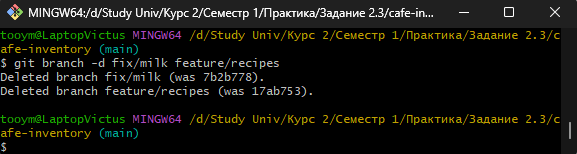 MINGW64:/d/Study Univ/Курс 2/Семестр 1/Практика/Задание 2.3/cafe-in...
tooym@LaptopVictus MINGW64 /d/Study Univ/Курс 2/Семестр 1/Практика/Задание 2.3/c
afe-inventory (main)
$ git branch -d fix/milk feature/recipes
Deleted branch fix/milk (was 7b2b778).
Deleted branch feature/recipes (was 17ab753).
tooym@LaptopVictus MINGW64 /d/Study Univ/Курс 2/Семестр 1/Практика/Задание 2.3/c
afe-inventory (main)
$